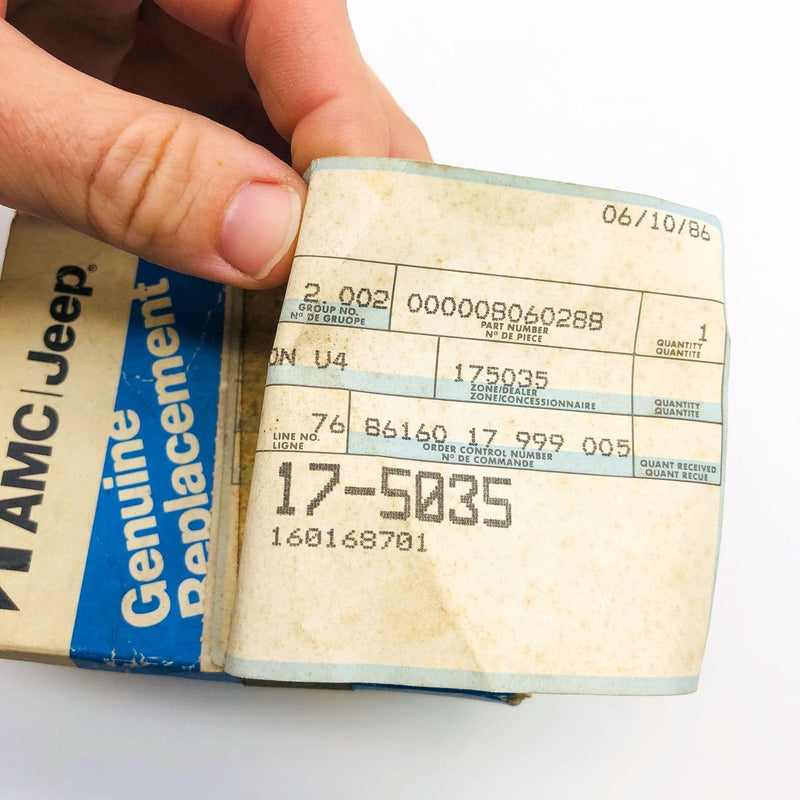 AMC/Jeep®
Genuine
Replacement
06/10/86
2.002 000008060289 1
GROUP NO. PART NUMBER QUANTITY
Nº DE GRUOPE Nº DE PIECE QUANTITE
ON U4 175035
ZONE/DEALER QUANTITY
ZONE/CONCESSIONNAIRE QUANTITE
76 86160 17 999 005
LINE NO. ORDER CONTROL NUMBER QUANT RECEIVED
LIGNE Nº DE COMMANDE QUANT RECUE
17-5035
160168701